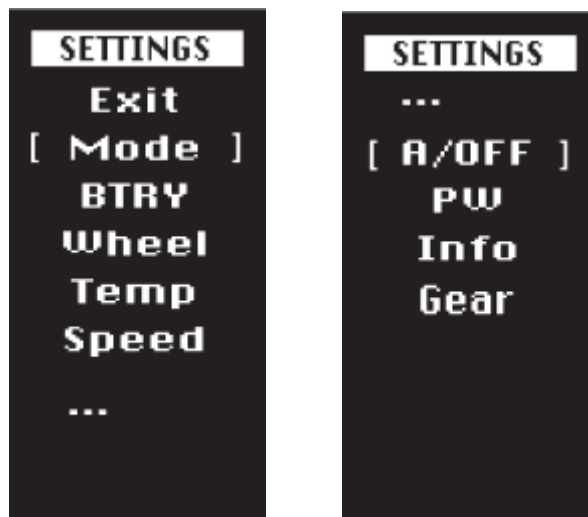 SETTINGS
Exit
[ Mode ]
BTRY
Wheel
Temp
Speed
...
SETTINGS
...
[ A/OFF ]
PW
Info
Gear